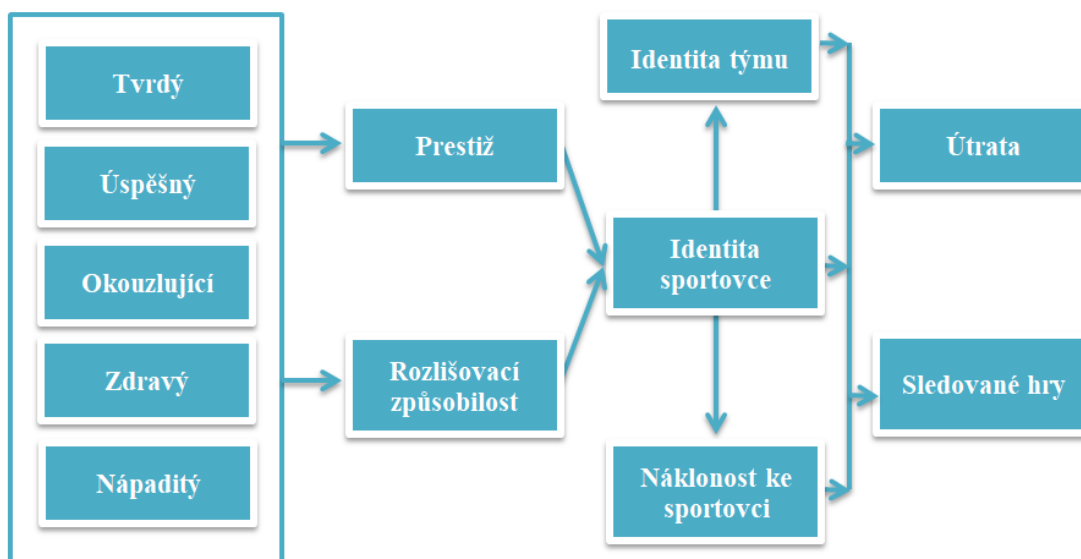 Tvrdý
Úspěšný
Okouzlující
Zdravý
Nápaditý
Prestiž
Rozlišovací
způsobilost
Identita týmu
Identita
sportovce
Náklonost ke
sportovci
Útrata
Sledované hry